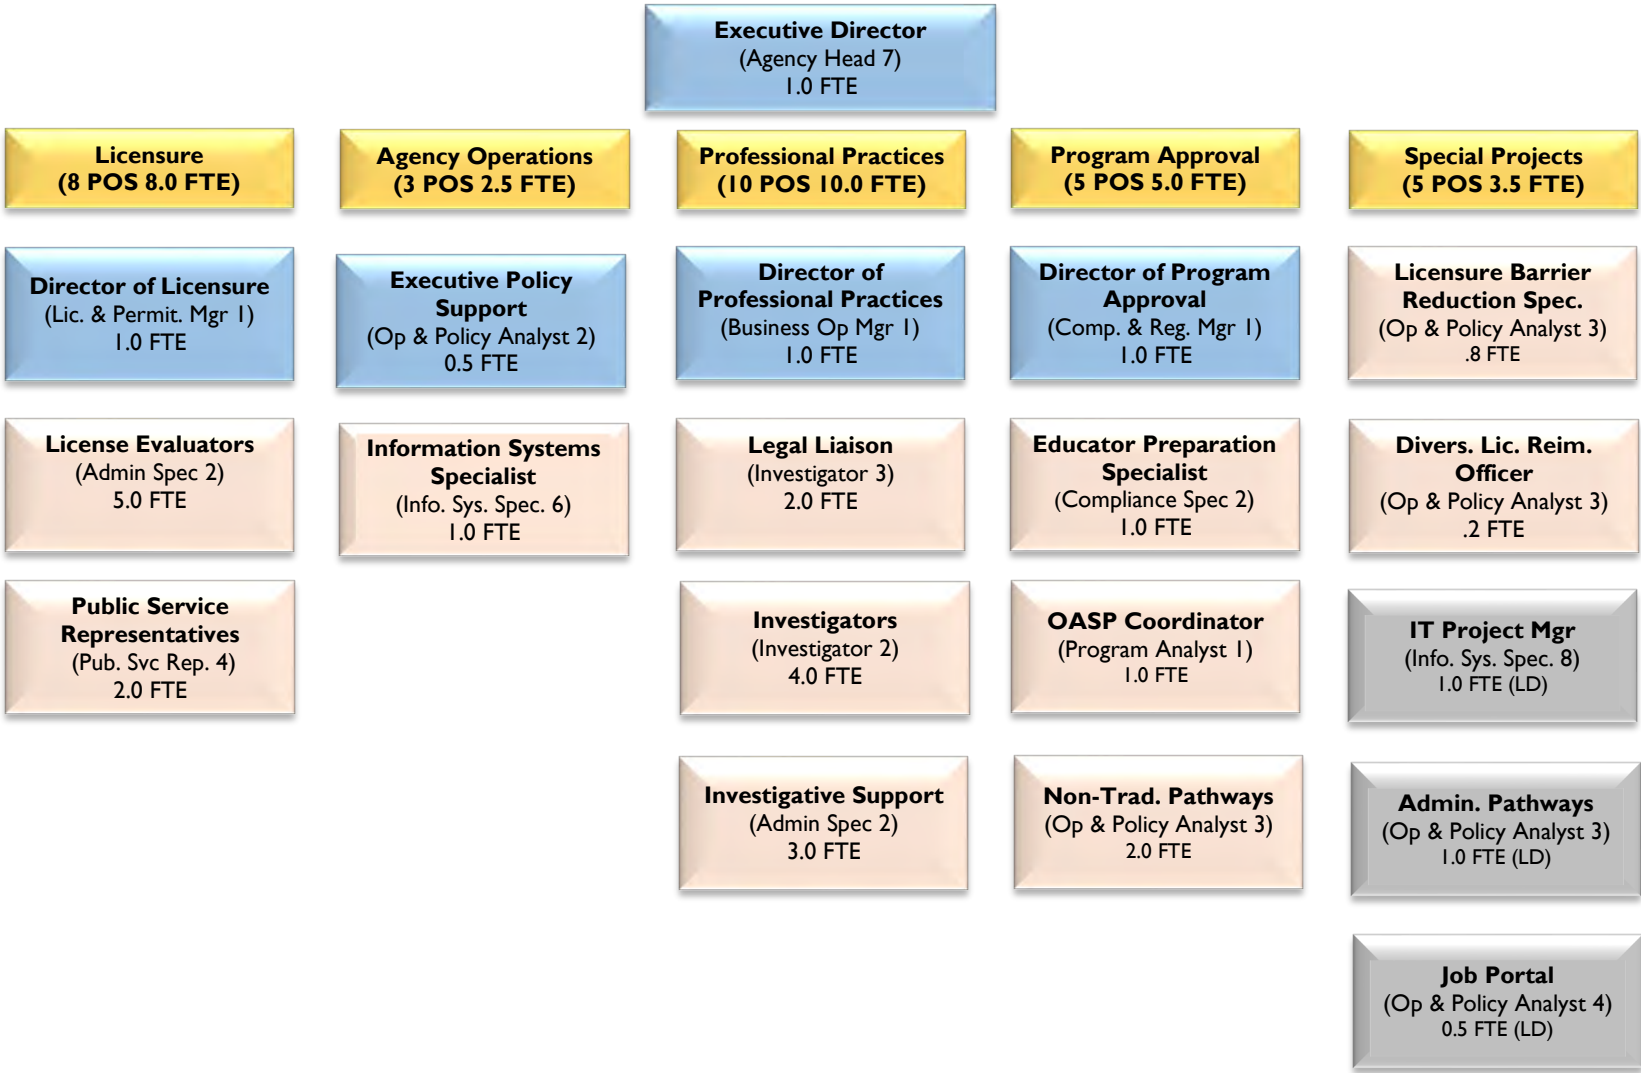 Executive Director
(Agency Head 7)
1.0 FTE
Licensure
(8 POS 8.0 FTE)
Agency Operations
(3 POS 2.5 FTE)
Professional Practices
(10 POS 10.0 FTE)
Program Approval
(5 POS 5.0 FTE)
Special Projects
(5 POS 3.5 FTE)
Director of Licensure
(Lic. & Permit. Mgr 1)
1.0 FTE
Executive Policy
Support
(Op & Policy Analyst 2)
0.5 FTE
Director of
Professional Practices
(Business Op Mgr 1)
1.0 FTE
Director of Program
Approval
(Comp. & Reg. Mgr 1)
1.0 FTE
Licensure Barrier
Reduction Spec.
(Op & Policy Analyst 3)
.8 FTE
License Evaluators
(Admin Spec 2)
5.0 FTE
Information Systems
Specialist
(Info. Sys. Spec. 6)
1.0 FTE
Legal Liaison
(Investigator 3)
2.0 FTE
Educator Preparation
Specialist
(Compliance Spec 2)
1.0 FTE
Divers. Lic. Reim.
Officer
(Op & Policy Analyst 3)
.2 FTE
Public Service
Representatives
(Pub. Svc Rep. 4)
2.0 FTE
Investigators
(Investigator 2)
4.0 FTE
OASP Coordinator
(Program Analyst 1)
1.0 FTE
IT Project Mgr
(Info. Sys. Spec. 8)
1.0 FTE (LD)
Investigative Support
(Admin Spec 2)
3.0 FTE
Non-Trad. Pathways
(Op & Policy Analyst 3)
2.0 FTE
Admin. Pathways
(Op & Policy Analyst 3)
1.0 FTE (LD)
Job Portal
(Op & Policy Analyst 4)
0.5 FTE (LD)